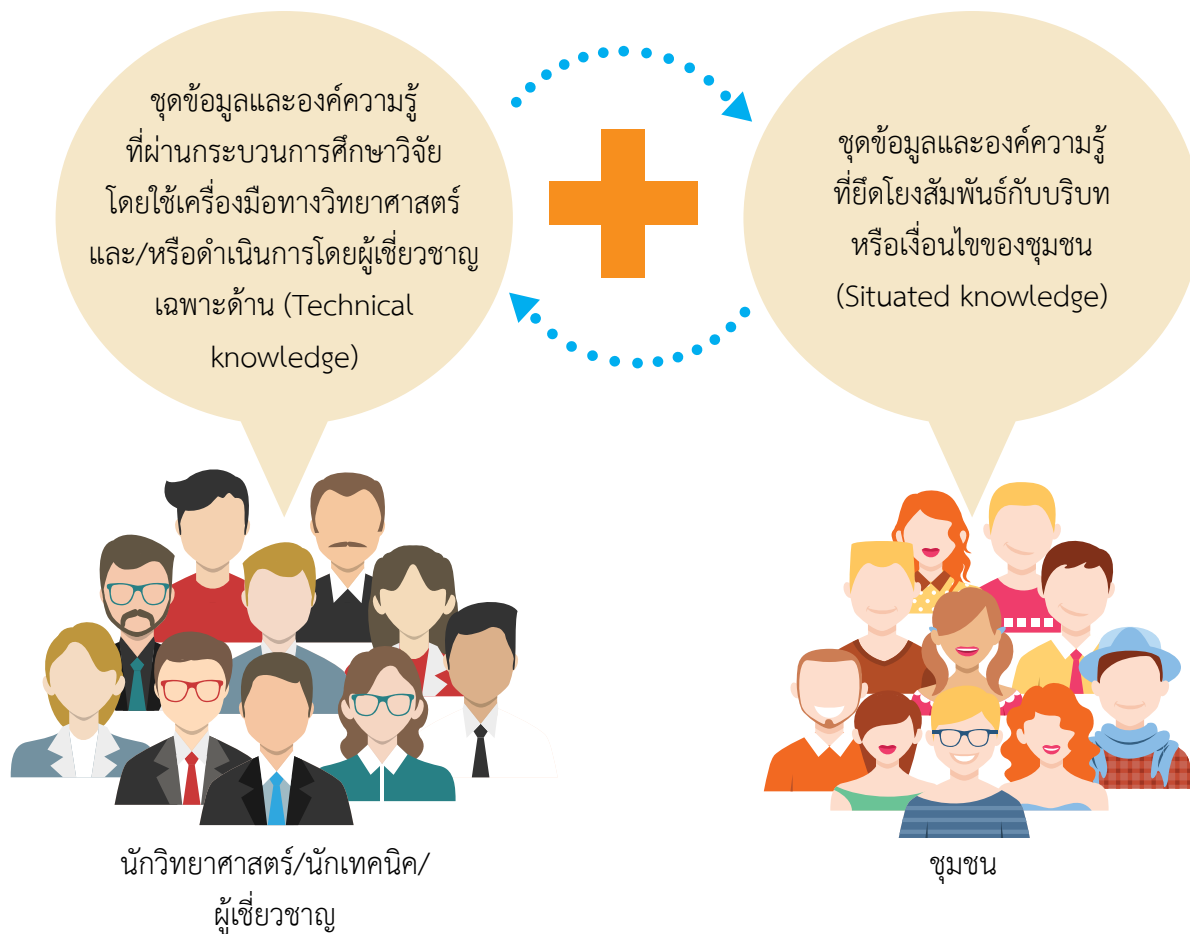 ชุดข้อมูลและองค์ความรู้
ที่ผ่านกระบวนการศึกษาวิจัย
โดยใช้เครื่องมือทางวิทยาศาสตร์
และ/หรือดำเนินการโดยผู้เชี่ยวชาญ
เฉพาะด้าน (Technical
knowledge)
ชุดข้อมูลและองค์ความรู้
ที่ยึดโยงสัมพันธ์กับบริบท
หรือเงื่อนไขของชุมชน
(Situated knowledge)
นักวิทยาศาสตร์/นักเทคนิค/
ผู้เชี่ยวชาญ
ชุมชน